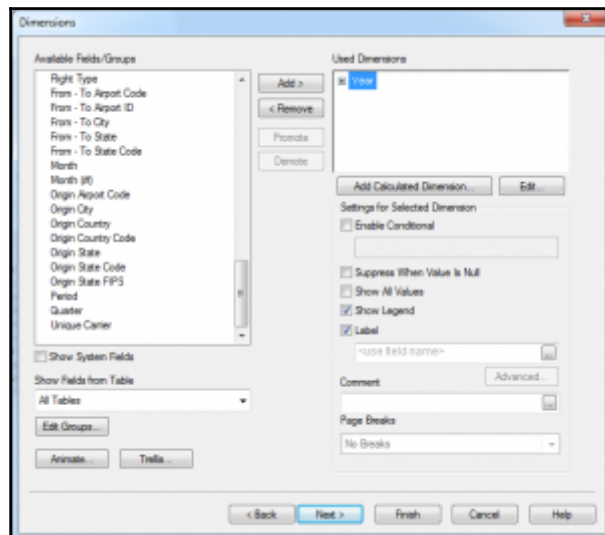 Dimensions
Available Fields/Groups
Flight Type
From - To Airport Code
From - To Airport ID
From - To City
From - To State
From - To State Code
Month
Month (#)
Origin Airport Code
Origin City
Origin Country
Origin Country Code
Origin State
Origin State Code
Origin State FIPS
Period
Quarter
Unique Carrier
Show System Fields
Show Fields from Table
All Tables
Edit Groups...
Animate...
Trellis...
Add >
< Remove
Promote
Demote
Used Dimensions
Year
Add Calculated Dimension...
Edit...
Settings for Selected Dimension
Enable Conditional
Suppress When Value Is Null
Show All Values
Show Legend
Label
<use field name>
...
Advanced...
Comment
...
Page Breaks
No Breaks
< Back
Next >
Finish
Cancel
Help